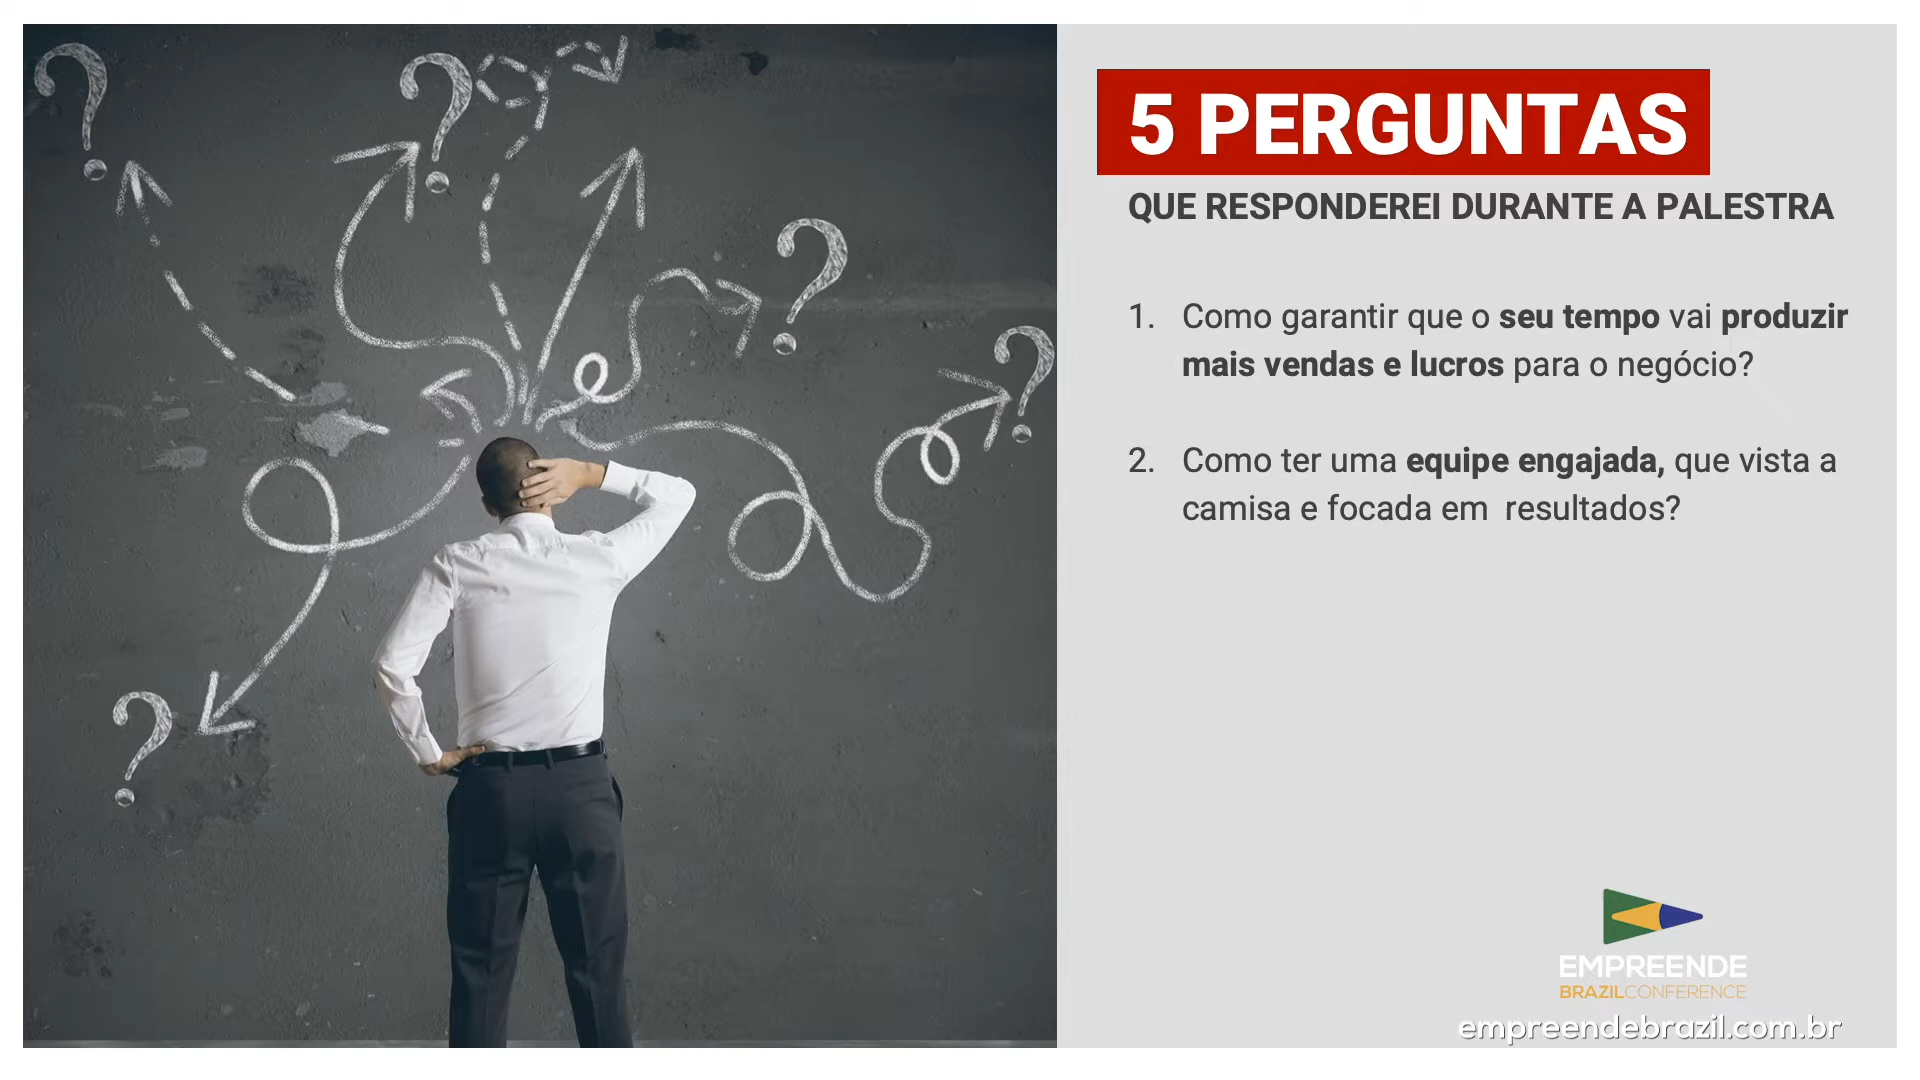 5 PERGUNTAS
QUE RESPONDEREI DURANTE A PALESTRA
1. Como garantir que o seu tempo vai produzir
mais vendas e lucros para o negócio?
2. Como ter uma equipe engajada, que vista a
camisa e focada em  resultados?
EMPREENDE
BRAZILCONFERENCE
empreendebrazil.com.br